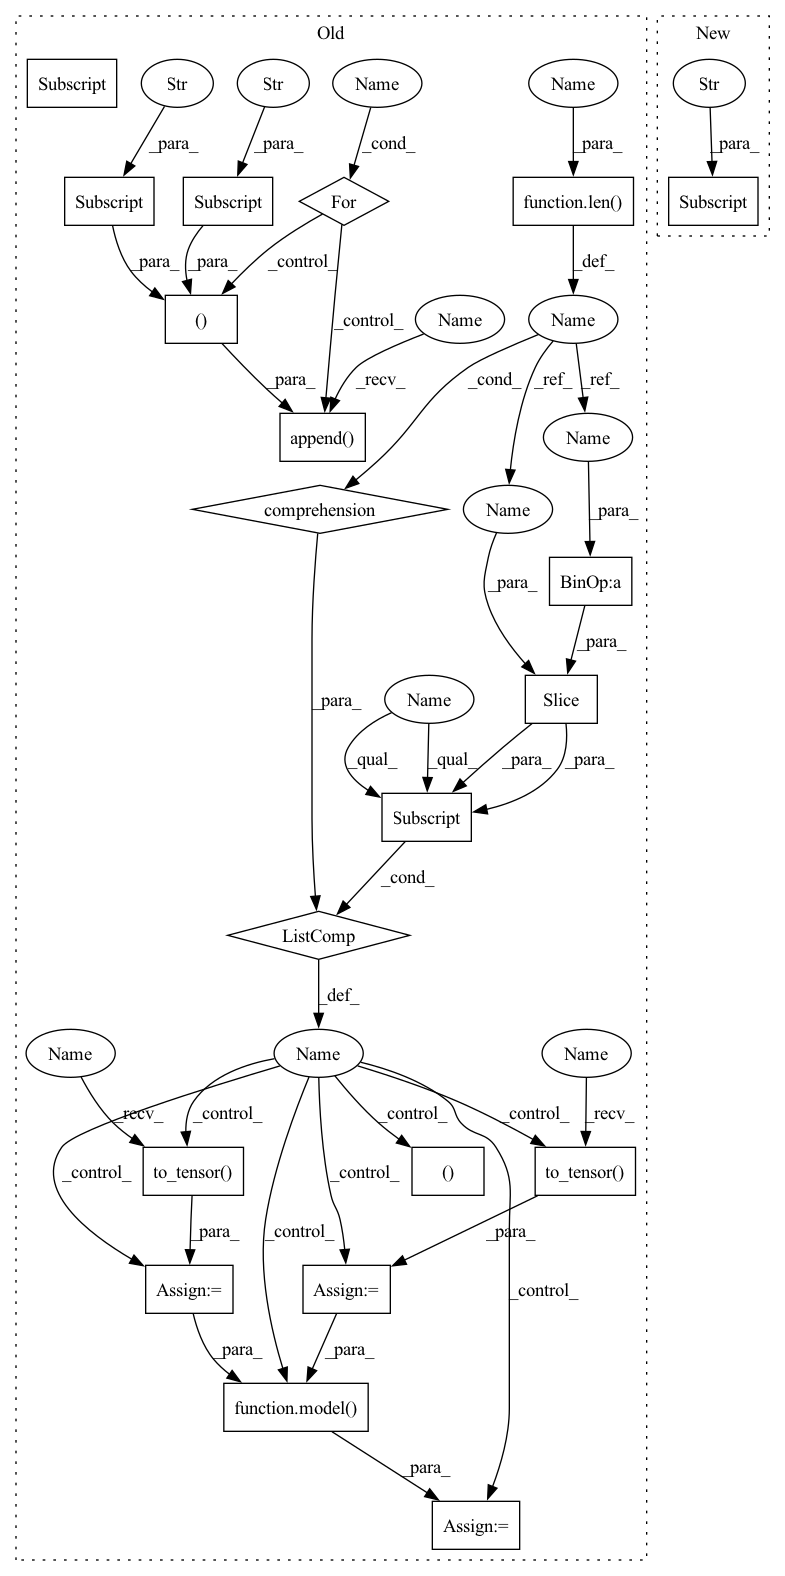 Old
New
Subscript
Str
Str
Name
Name
Str
_para_
_para_
_cond_
_para_
_para_
Subscript
Subscript
For
function.len()
Subscript
_para_
_para_
_control_
_def_
()
_control_
Name
Name
_para_
_recv_
_cond_
_ref_
_ref_
append()
Name
comprehension
Name
_para_
_para_
BinOp:a
_para_
_para_
Name
Slice
_qual_
_qual_
_para_
_para_
Subscript
_cond_
ListComp
_def_
Name
Name
Name
_recv_
_control_
_control_
_control_
_recv_
_control_
to_tensor()
_control_
()
to_tensor()
_para_
_control_
_para_
Assign:=
Assign:=
_control_
_para_
_para_
function.model()
_para_
Assign:=